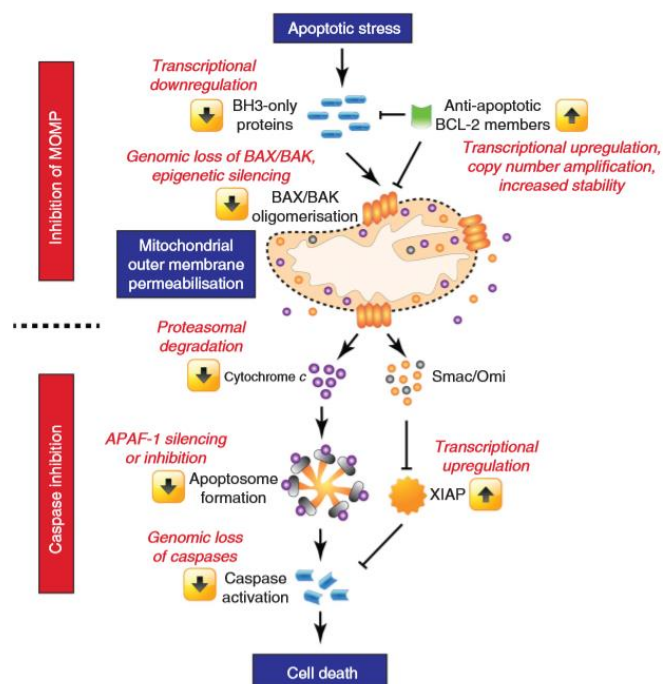 Apoptotic stress
Inhibition of MOMP
Transcriptional
downregulation
BH3-only
proteins
Anti-apoptotic
BCL-2 members
Transcriptional upregulation,
copy number amplification,
increased stability
Genomic loss of BAX/BAK,
epigenetic silencing
BAX/BAK
oligomerisation
Mitochondrial
outer membrane
permeabilisation
Caspase inhibition
Proteasomal
degradation
Cytochrome c
Smac/Omi
APAF-1 silencing
or inhibition
Apoptosome
formation
Transcriptional
upregulation
XIAP
Genomic loss
of caspases
Caspase
activation
Cell death